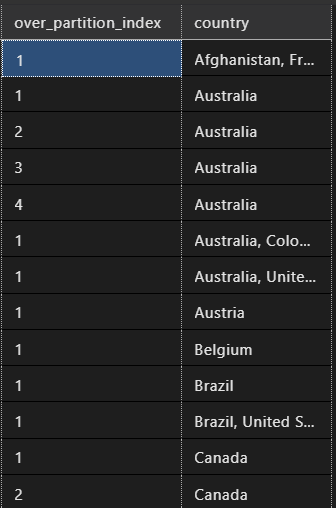 over_partition_index country
1 Afghanistan, Fr...
1 Australia
2 Australia
3 Australia
4 Australia
1 Australia, Colo...
1 Australia, Unite...
1 Austria
1 Belgium
1 Brazil
1 Brazil, United S...
1 Canada
2 Canada